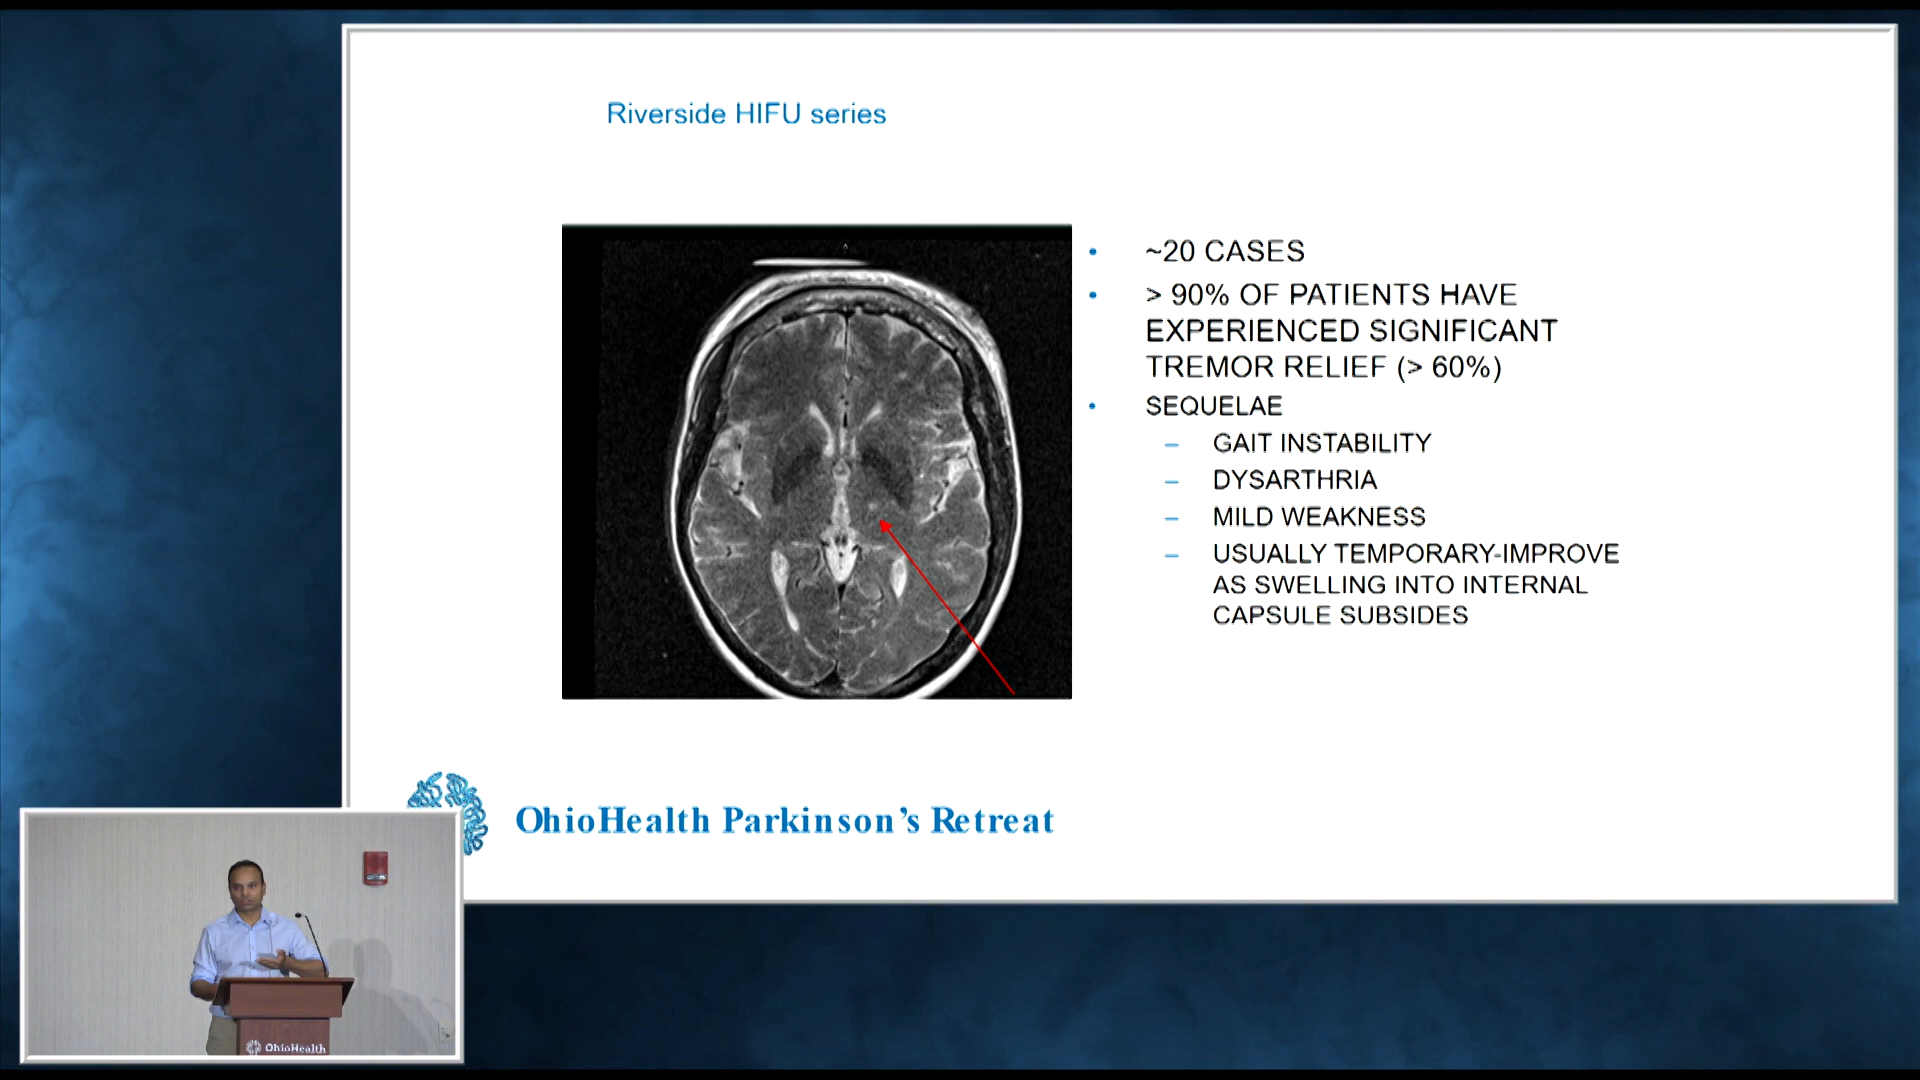 Riverside HIFU series
• ~20 CASES
• > 90% OF PATIENTS HAVE
EXPERIENCED SIGNIFICANT
TREMOR RELIEF (> 60%)
• SEQUELAE
– GAIT INSTABILITY
– DYSARTHRIA
– MILD WEAKNESS
– USUALLY TEMPORARY-IMPROVE
AS SWELLING INTO INTERNAL
CAPSULE SUBSIDES
OhioHealth Parkinson's Retreat
OhioHealth